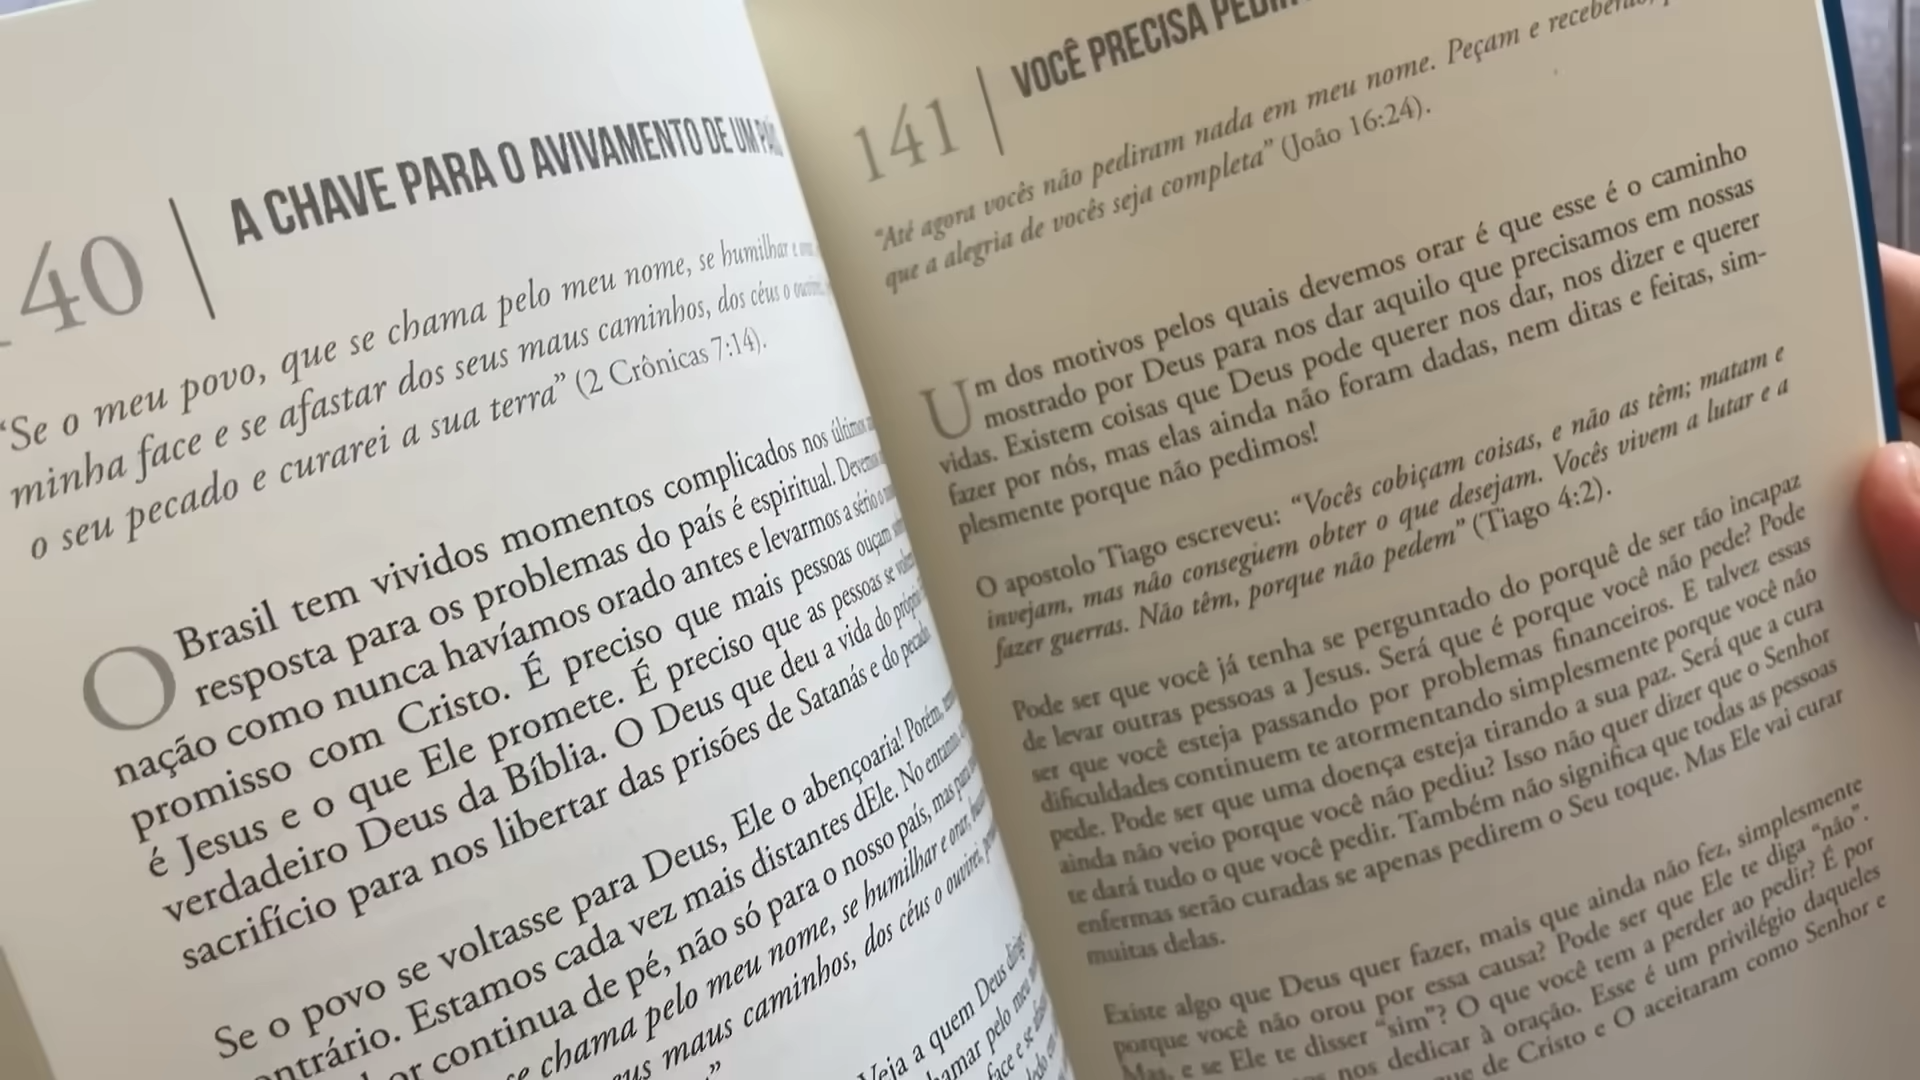 40 | A CHAVE PARA O AVIVAMENTO DE UM PAÍS
“Se o meu povo, que se chama pelo meu nome, se humilhar e
minha face e se afastar dos seus maus caminhos, dos céus o ouvirei,
o seu pecado e curarei a sua terra” (2 Crônicas 7:14).
O Brasil tem vividos momentos complicados nos últimos
resposta para os problemas do país é espiritual. Devemos
nação como nunca havíamos orado antes e levarmos a sério o
promisso com Cristo. É preciso que mais pessoas ouçam
é Jesus e o que Ele promete. É preciso que as pessoas se
verdadeiro Deus da Bíblia. O Deus que deu a vida do próprio
sacrifício para nos libertar das prisões de Satanás e do pecado.
Se o povo se voltasse para Deus, Ele o abençoaria! Porém,
ontrário. Estamos cada vez mais distantes dEle. No entanto,
or continua de pé, não só para o nosso país, mas para
se chama pelo meu nome, se humilhar e orar,
us maus caminhos, dos céus o ouvirei,
”
Veja a quem Deus
hamar pelo meu
face e se
141 | VOCÊ PRECISA PEDIR
“Até agora vocês não pediram nada em meu nome. Peçam e receberão,
que a alegria de vocês seja completa” (João 16:24).
Um dos motivos pelos quais devemos orar é que esse é o caminho
mostrado por Deus para nos dar aquilo que precisamos em nossas
vidas. Existem coisas que Deus pode querer nos dar, nos dizer e querer
fazer por nós, mas elas ainda não foram dadas, nem ditas e feitas, sim-
plesmente porque não pedimos!
O apostolo Tiago escreveu: “Vocês cobiçam coisas, e não as têm; matam e
invejam, mas não conseguem obter o que desejam. Vocês vivem a lutar e a
fazer guerras. Não têm, porque não pedem” (Tiago 4:2).
Pode ser que você já tenha se perguntado do porquê de ser tão incapaz
de levar outras pessoas a Jesus. Será que é porque você não pede? Pode
ser que você esteja passando por problemas financeiros. E talvez essas
dificuldades continuem te atormentando simplesmente porque você não
pede. Pode ser que uma doença esteja tirando a sua paz. Será que a cura
ainda não veio porque você não pediu? Isso não quer dizer que o Senhor
te dará tudo o que você pedir. Também não significa que todas as pessoas
enfermas serão curadas se apenas pedirem o Seu toque. Mas Ele vai curar
muitas delas.
Existe algo que Deus quer fazer, mais que ainda não fez, simplesmente
porque você não orou por essa causa? Pode ser que Ele te diga “não”.
Mas, e se Ele te disser “sim”? O que você tem a perder ao pedir? É por
nos dedicar à oração. Esse é um privilégio daqueles
que de Cristo e O aceitaram como Senhor e